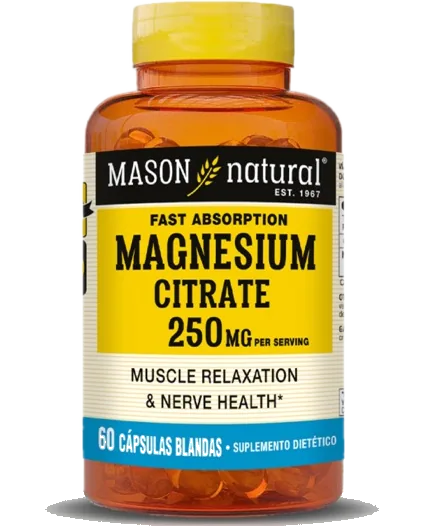 MASON natural®
EST. 1967
FAST ABSORPTION
MAGNESIUM
CITRATE
250MG PER SERVING
MUSCLE RELAXATION
& NERVE HEALTH*
60 CÁPSULAS BLANDAS • SUPLEMENTO DIETÉTICO